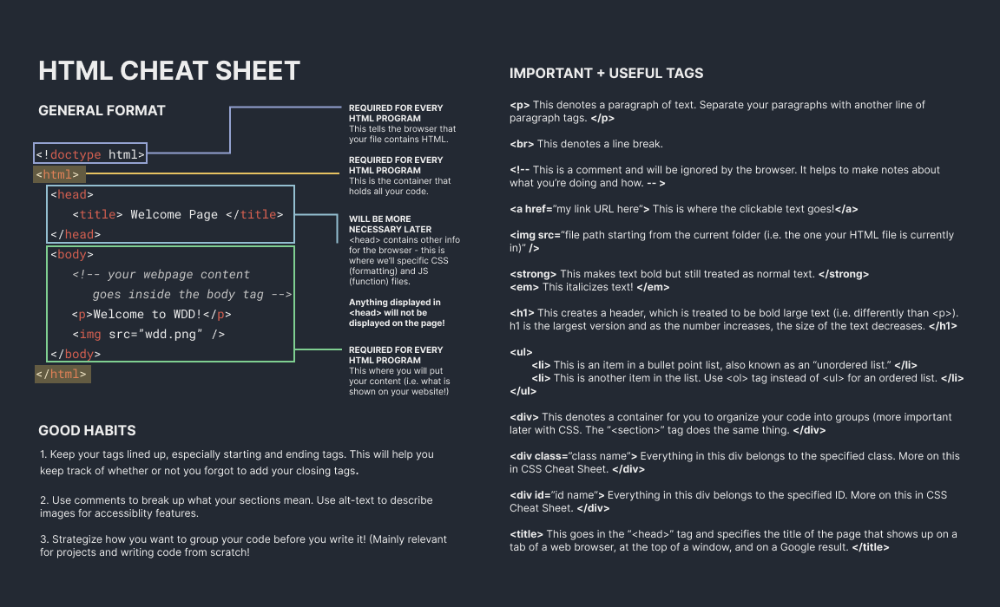 HTML CHEAT SHEET
GENERAL FORMAT
<!doctype html>
<html>
<head>
<title> Welcome Page </title>
</head>
<body>
<!-- your webpage content
goes inside the body tag -->
<p>Welcome to WDD!</p>
<img src="wdd.png" />
</body>
</html>
REQUIRED FOR EVERY
HTML PROGRAM
This tells the browser that
your file contains HTML.
REQUIRED FOR EVERY
HTML PROGRAM
This is the container that
holds all your code.
WILL BE MORE
NECESSARY LATER
<head> contains other info
for the browser - this is
where we'll specific CSS
(formatting) and JS
(function) files.
Anything displayed in
<head> will not be
displayed on the page!
REQUIRED FOR EVERY
HTML PROGRAM
This where you will put
your content (i.e. what is
shown on your website!)
GOOD HABITS
1. Keep your tags lined up, especially starting and ending tags. This will help you
keep track of whether or not you forgot to add your closing tags.
2. Use comments to break up what your sections mean. Use alt-text to describe
images for accessiblity features.
3. Strategize how you want to group your code before you write it! (Mainly relevant
for projects and writing code from scratch!
IMPORTANT + USEFUL TAGS
<p> This denotes a paragraph of text. Separate your paragraphs with another line of
paragraph tags. </p>
<br> This denotes a line break.
<!-- This is a comment and will be ignored by the browser. It helps to make notes about
what you're doing and how. -- >
<a href="my link URL here"> This is where the clickable text goes!</a>
<img src="file path starting from the current folder (i.e. the one your HTML file is currently
in)" />
<strong> This makes text bold but still treated as normal text. </strong>
<em> This italicizes text! </em>
<h1> This creates a header, which is treated to be bold large text (i.e. differently than <p>).
h1 is the largest version and as the number increases, the size of the text decreases. </h1>
<ul>
<li> This is an item in a bullet point list, also known as an "unordered list." </li>
<li> This is another item in the list. Use <ol> tag instead of <ul> for an ordered list. </li>
</ul>
<div> This denotes a container for you to organize your code into groups (more important
later with CSS. The "<section>" tag does the same thing. </div>
<div class="class name"> Everything in this div belongs to the specified class. More on this
in CSS Cheat Sheet. </div>
<div id="id name"> Everything in this div belongs to the specified ID. More on this in CSS
Cheat Sheet. </div>
<title> This goes in the "<head>" tag and specifies the title of the page that shows up on a
tab of a web browser, at the top of a window, and on a Google result. </title>